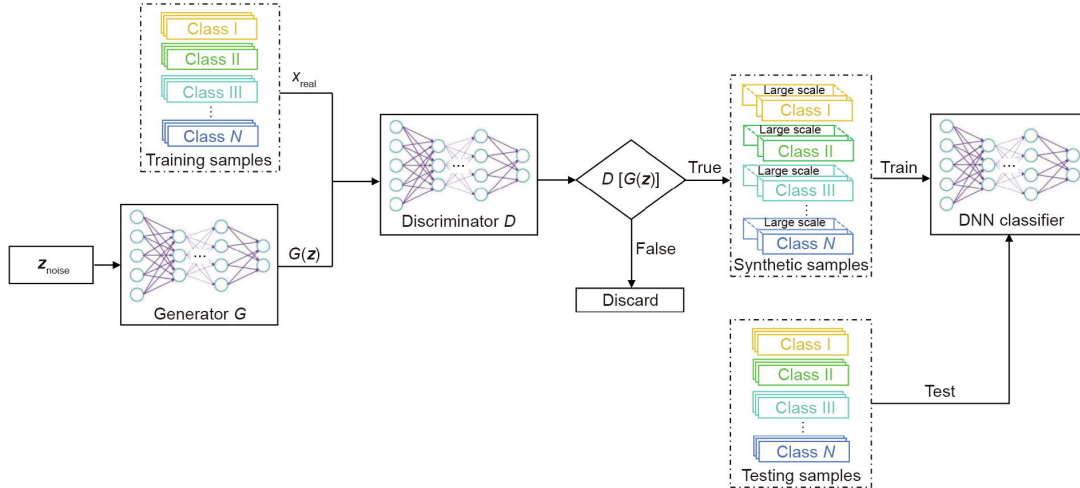 Class I
Class II
Class III
⋮
Class N
Training samples
x_real
z_noise
...
Generator G
G(z)
...
Discriminator D
D [G(z)]
True
False
Discard
Large scale
Class I
Large scale
Class II
Large scale
Class III
⋮
Large scale
Class N
Synthetic samples
Train
...
DNN classifier
Class I
Class II
Class III
⋮
Class N
Testing samples
Test